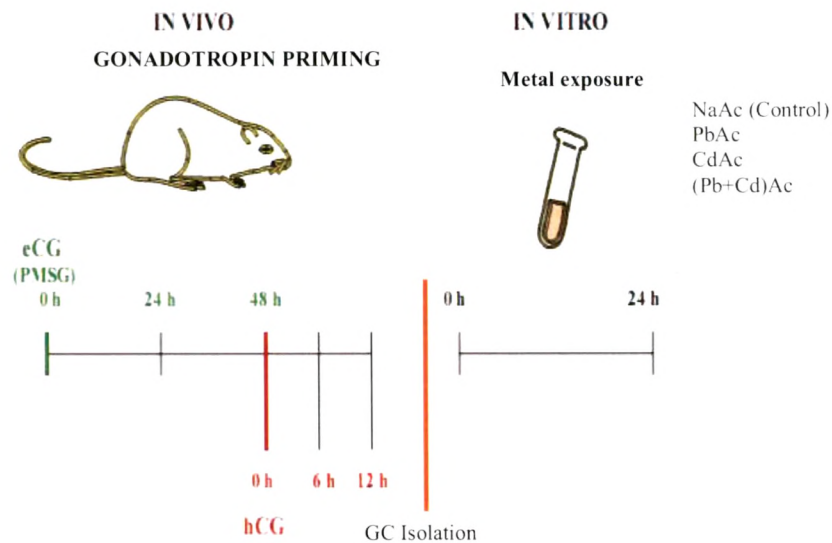 IN VIVO
GONADOTROPIN PRIMING
IN VITRO
Metal exposure
NaAc (Control)
PbAc
CdAc
(Pb+Cd)Ac
eCG
(PMSG)
0 h 24 h 48 h
0 h 24 h
0 h 6 h 12 h
hCG
GC Isolation